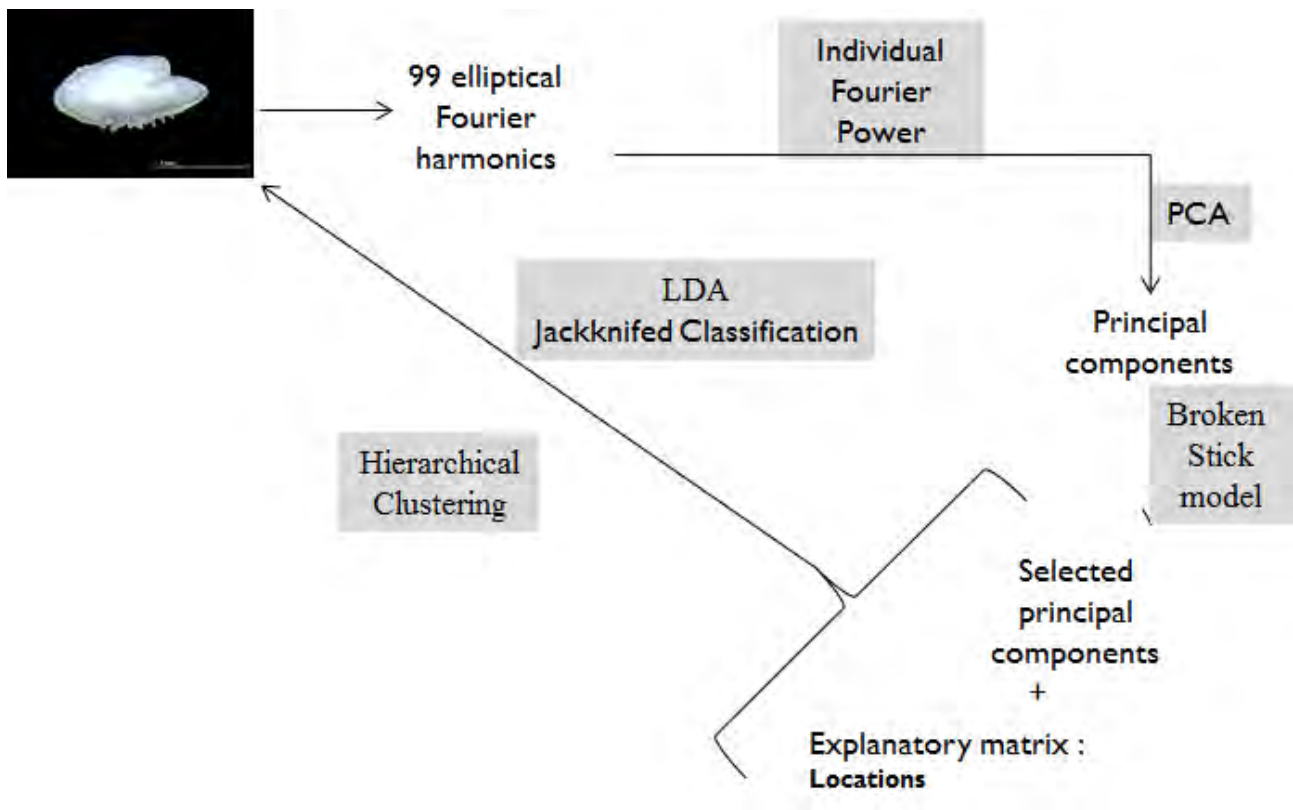 99 elliptical
Fourier
harmonics
Individual
Fourier
Power
PCA
Principal
components
Broken
Stick
model
LDA
Jackknifed Classification
Hierarchical
Clustering
Selected
principal
components
+
Explanatory matrix :
Locations